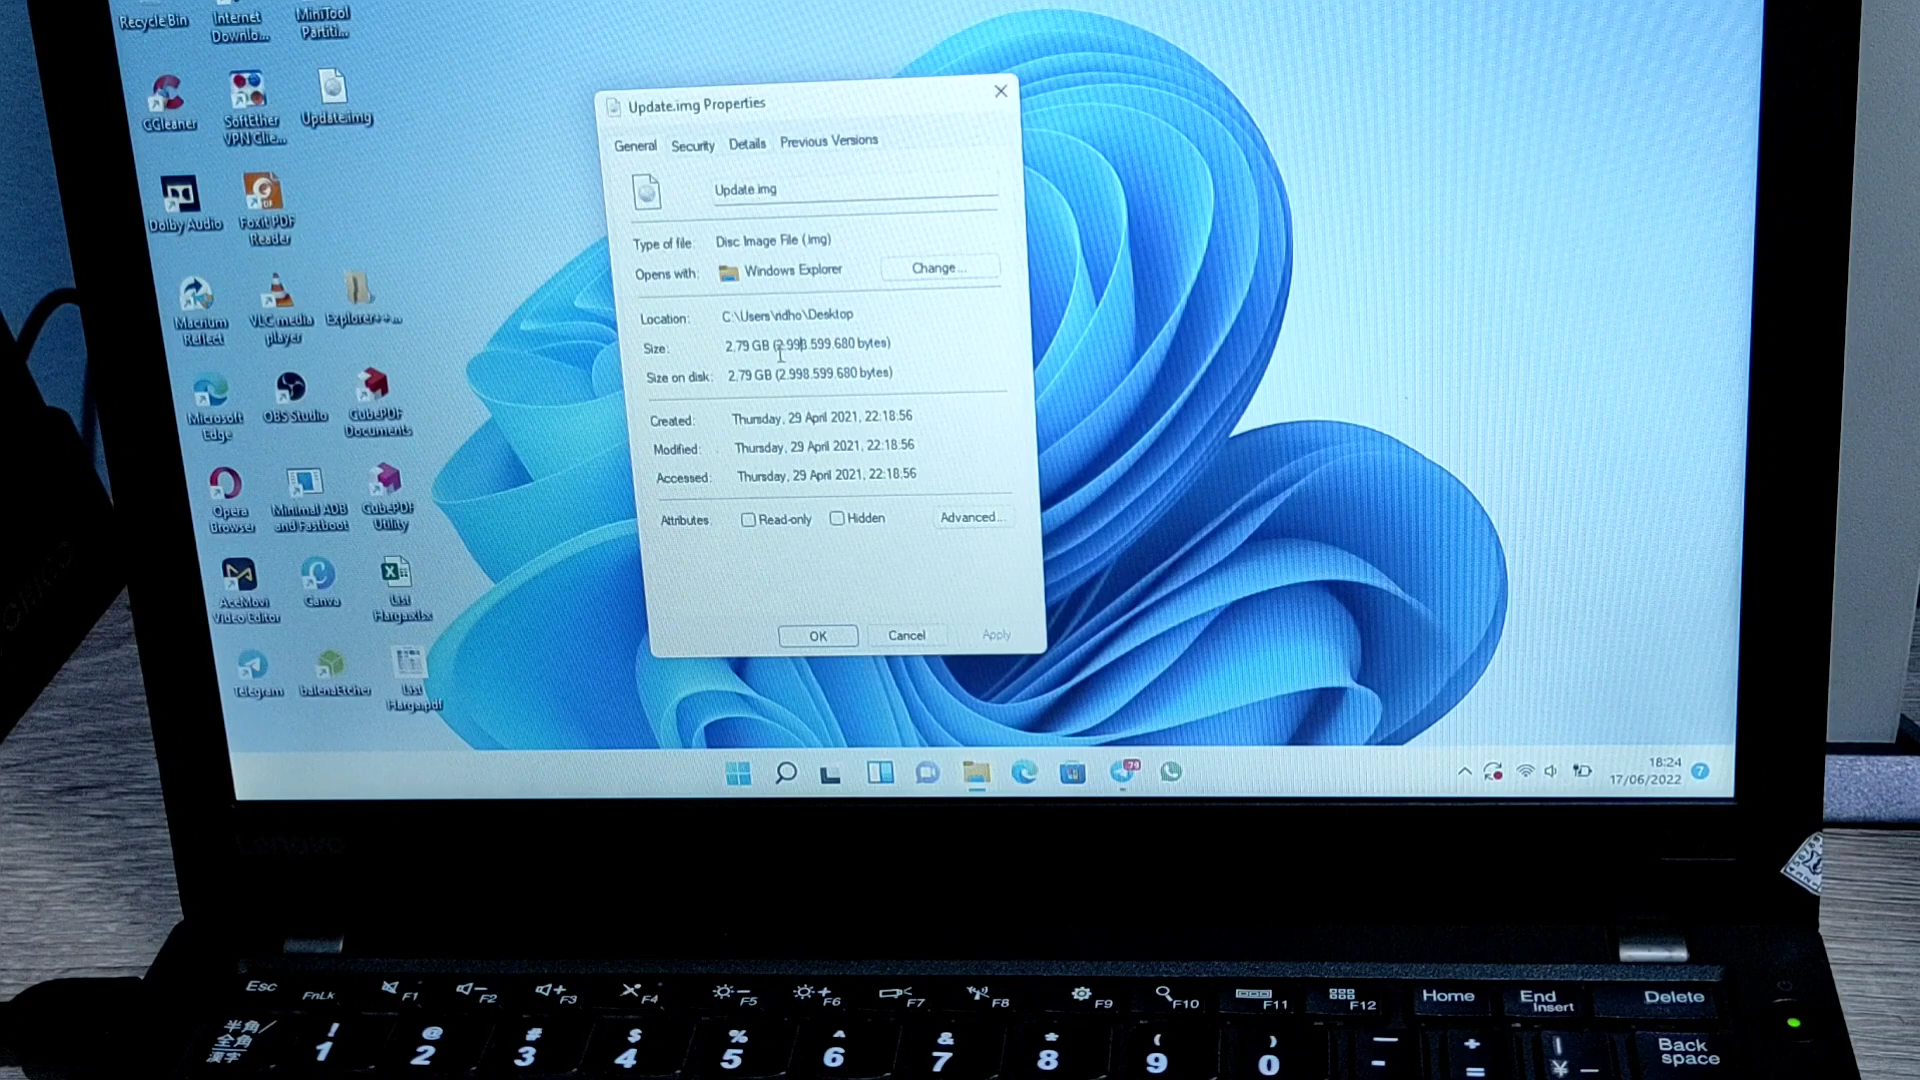 Recycle Bin
Internet
Downlo...
MiniTool
Partiti...
CCleaner
SoftEther
VPN Clie...
Update.img
Dolby Audio
Foxit PDF
Reader
Macrium
Reflect
VLC media
player
Explorer++...
Microsoft
Edge
OBS Studio
CubePDF
Documents
Opera
Browser
Minimal ADB
and Fastboot
CubePDF
Utility
AceMovi
Video Editor
Canva
List
Harga.xlsx
Telegram
balenaEtcher
List
Harga.pdf
Update.img Properties
General Security Details Previous Versions
Update.img
Type of file: Disc Image File (.img)
Opens with: Windows Explorer Change...
Location: C:\Users\ridho\Desktop
Size: 2,79 GB (2.998.599.680 bytes)
Size on disk: 2,79 GB (2.998.599.680 bytes)
Created: Thursday, 29 April 2021, 22:18:56
Modified: Thursday, 29 April 2021, 22:18:56
Accessed: Thursday, 29 April 2021, 22:18:56
Attributes: Read-only Hidden Advanced...
OK Cancel Apply
18:24
17/06/2022
7
Lenovo
Esc FnLk F1 F2 F3 F4 F5 F6 F7 F8 F9 F10 F11 F12 Home End Insert Delete
半角/
全角
漢字
! 1 @ 2 # 3 $ 4 % 5 ^ 6 & 7 * 8 ( 9 ) 0 — - + = | ¥ _ Back space